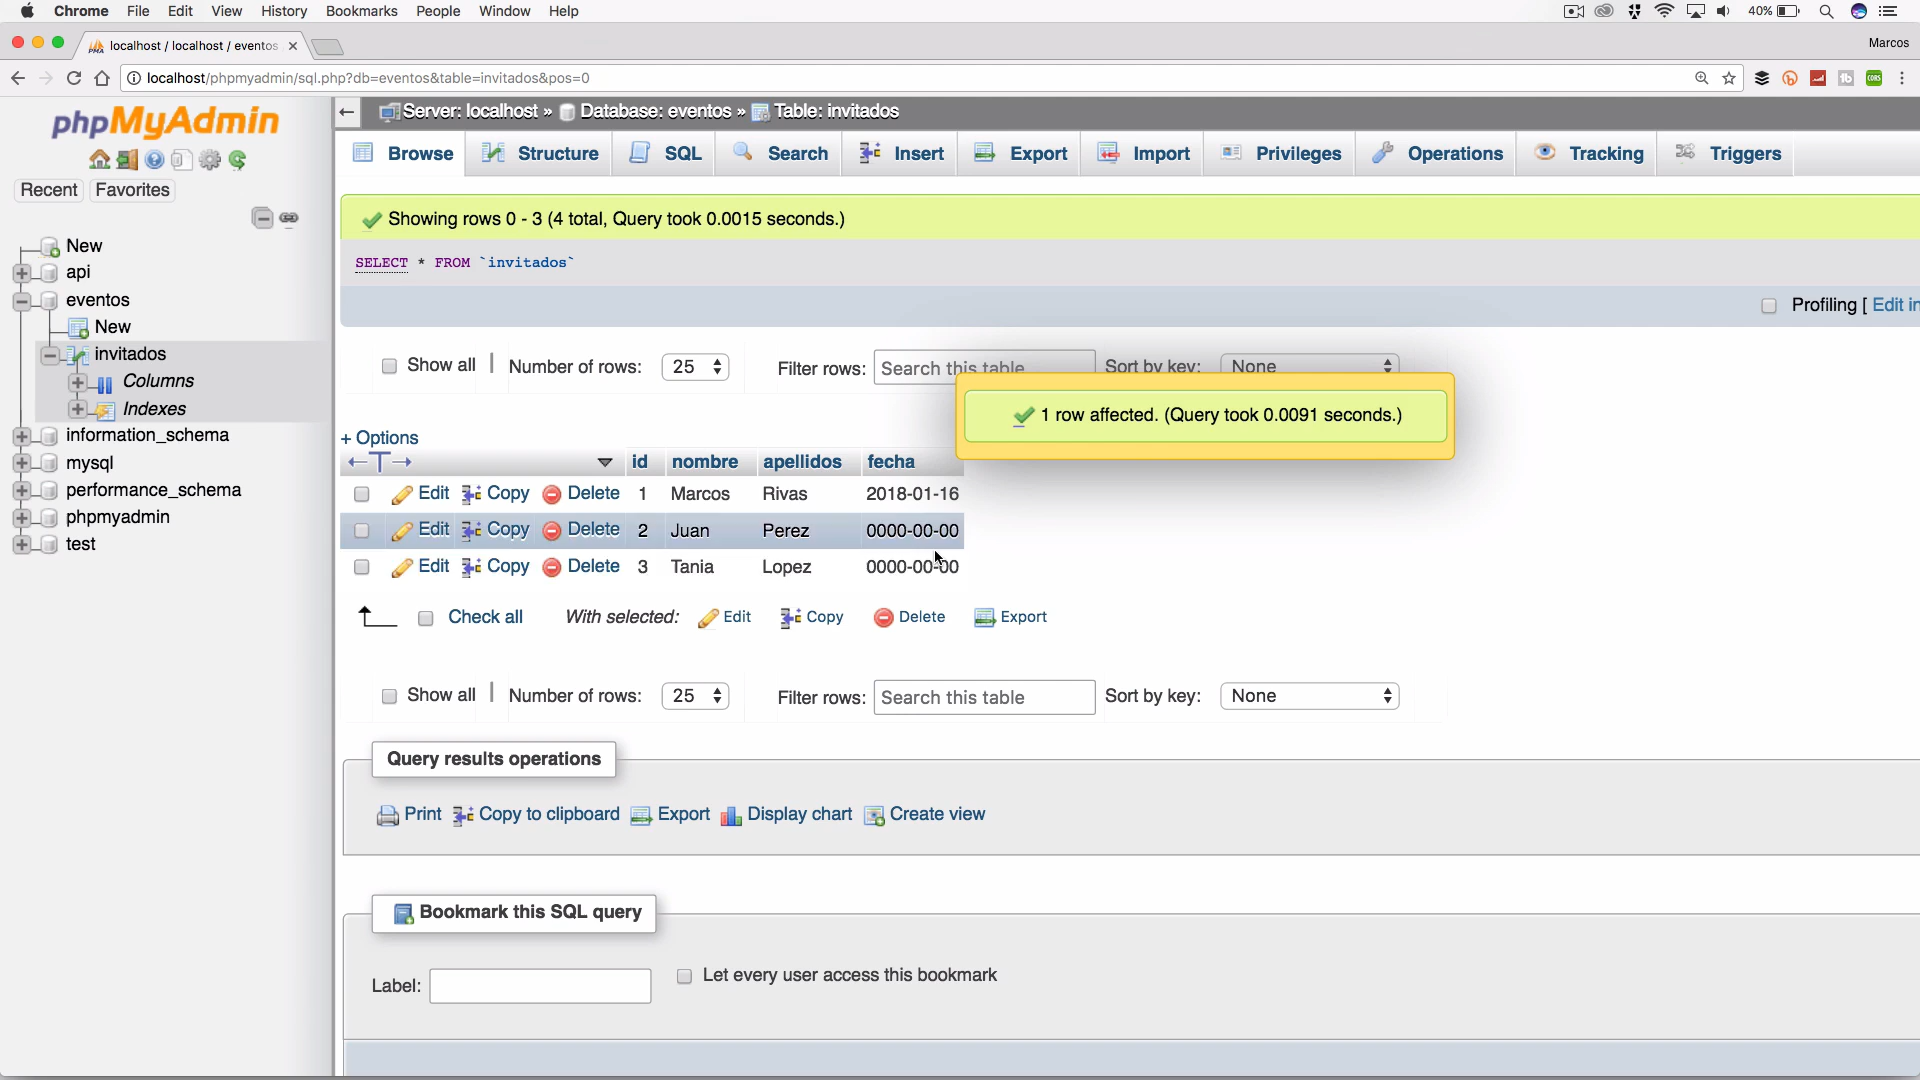 Chrome File Edit View History Bookmarks People Window Help 40%
localhost / localhost / eventos Marcos
localhost/phpmyadmin/sql.php?db=eventos&table=invitados&pos=0
phpMyAdmin
Recent Favorites
New
api
eventos
New
invitados
Columns
Indexes
information_schema
mysql
performance_schema
phpmyadmin
test
Server: localhost » Database: eventos » Table: invitados
Browse Structure SQL Search Insert Export Import Privileges Operations Tracking Triggers
Showing rows 0 - 3 (4 total, Query took 0.0015 seconds.)
SELECT * FROM `invitados`
Profiling [ Edit in
Show all | Number of rows: 25 Filter rows: Search this table Sort by key: None
1 row affected. (Query took 0.0091 seconds.)
+ Options
id nombre apellidos fecha
Edit Copy Delete 1 Marcos Rivas 2018-01-16
Edit Copy Delete 2 Juan Perez 0000-00-00
Edit Copy Delete 3 Tania Lopez 0000-00-00
Check all With selected: Edit Copy Delete Export
Show all | Number of rows: 25 Filter rows: Search this table Sort by key: None
Query results operations
Print Copy to clipboard Export Display chart Create view
Bookmark this SQL query
Label: Let every user access this bookmark